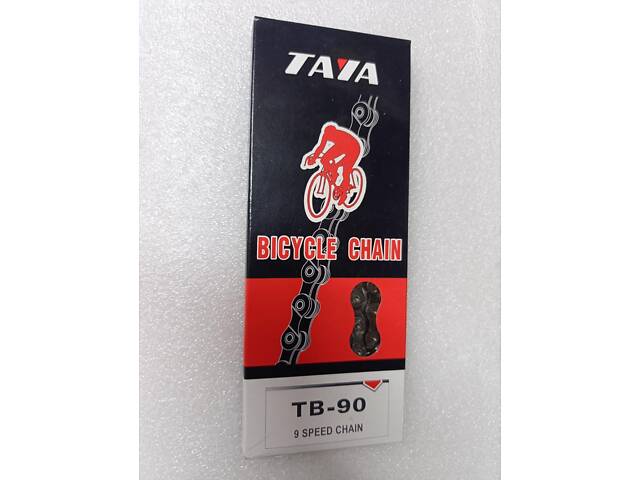 TAYA
BICYCLE CHAIN
TB-90
9 SPEED CHAIN